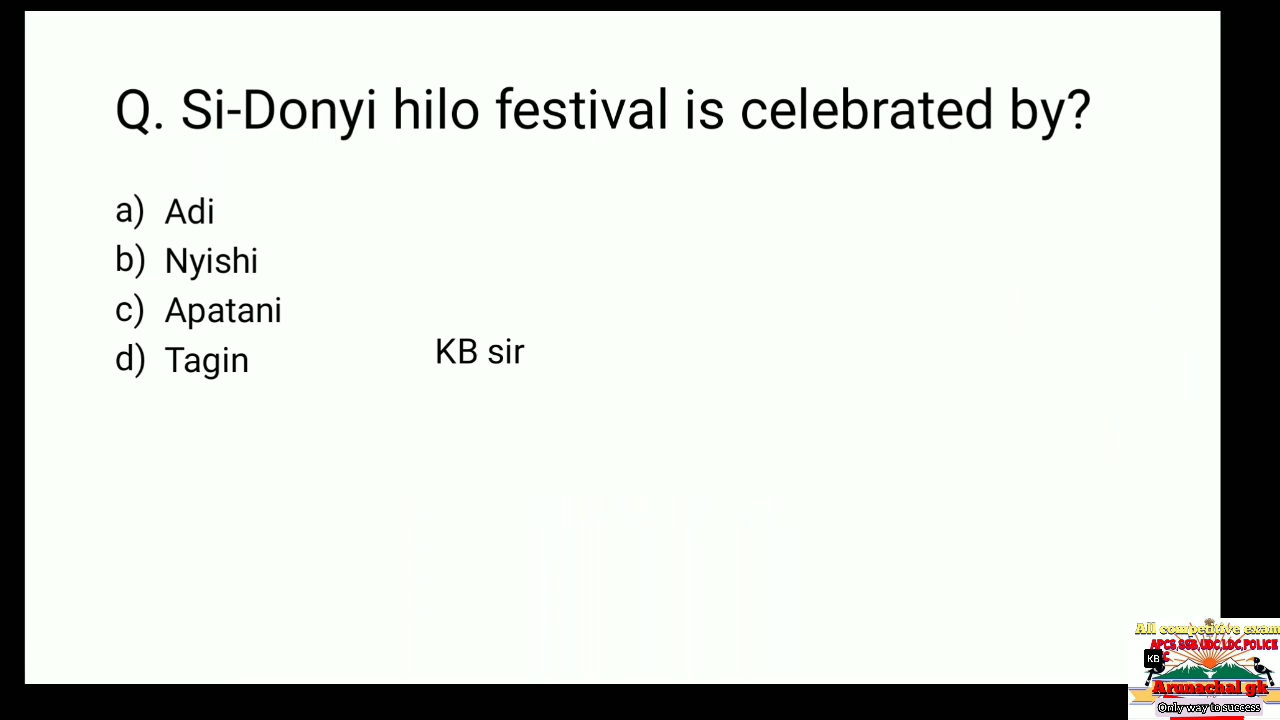 Q. Si-Donyi hilo festival is celebrated by?
a) Adi
b) Nyishi
c) Apatani
d) Tagin
KB sir
All competitive exam
APCS,SSB,UDC,LDC,POLICE
KB
Arunachal gk
Only way to success